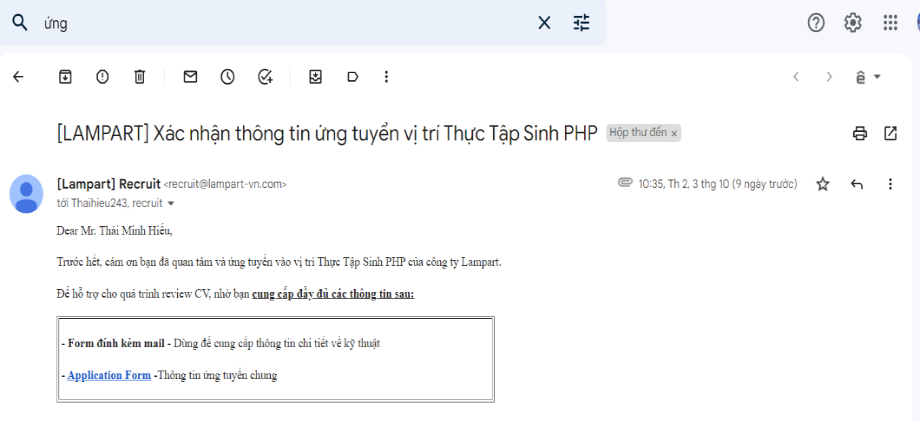 ứng
[LAMPART] Xác nhận thông tin ứng tuyển vị trí Thực Tập Sinh PHP Hộp thư đến ×
[Lampart] Recruit <recruit@lampart-vn.com> 10:35, Th 2, 3 thg 10 (9 ngày trước)
tới Thaihieu243, recruit
Dear Mr. Thái Minh Hiếu,
Trước hết, cám ơn bạn đã quan tâm và ứng tuyển vào vị trí Thực Tập Sinh PHP của công ty Lampart.
Để hỗ trợ cho quá trình review CV, nhờ bạn cung cấp đầy đủ các thông tin sau:
- Form đính kèm mail - Dùng để cung cấp thông tin chi tiết về kỹ thuật
- Application Form -Thông tin ứng tuyển chung